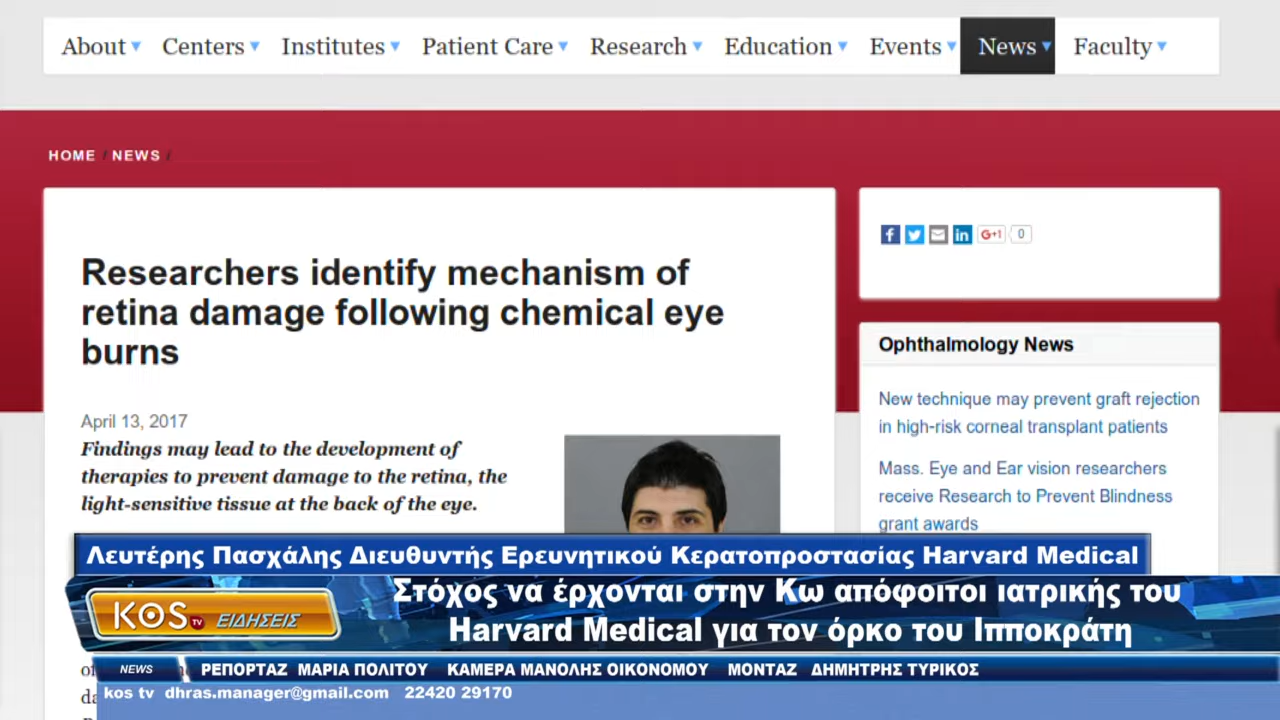 About Centers Institutes Patient Care Research Education Events News Faculty
HOME / NEWS /
Researchers identify mechanism of
retina damage following chemical eye
burns
April 13, 2017
Findings may lead to the development of
therapies to prevent damage to the retina, the
light-sensitive tissue at the back of the eye.
G+1 0
Ophthalmology News
New technique may prevent graft rejection
in high-risk corneal transplant patients
Mass. Eye and Ear vision researchers
receive Research to Prevent Blindness
grant awards
Λευτέρης Πασχάλης Διευθυντής Ερευνητικού Κερατοπροστασίας Harvard Medical
Στόχος να έρχονται στην Κω απόφοιτοι ιατρικής του
Harvard Medical για τον όρκο του Ιπποκράτη
KOS TV ΕΙΔΗΣΕΙΣ
NEWS ΡΕΠΟΡΤΑΖ ΜΑΡΙΑ ΠΟΛΙΤΟΥ ΚΑΜΕΡΑ ΜΑΝΟΛΗΣ ΟΙΚΟΝΟΜΟΥ ΜΟΝΤΑΖ ΔΗΜΗΤΡΗΣ ΤΥΡΙΚΟΣ
kos tv dhras.manager@gmail.com 22420 29170